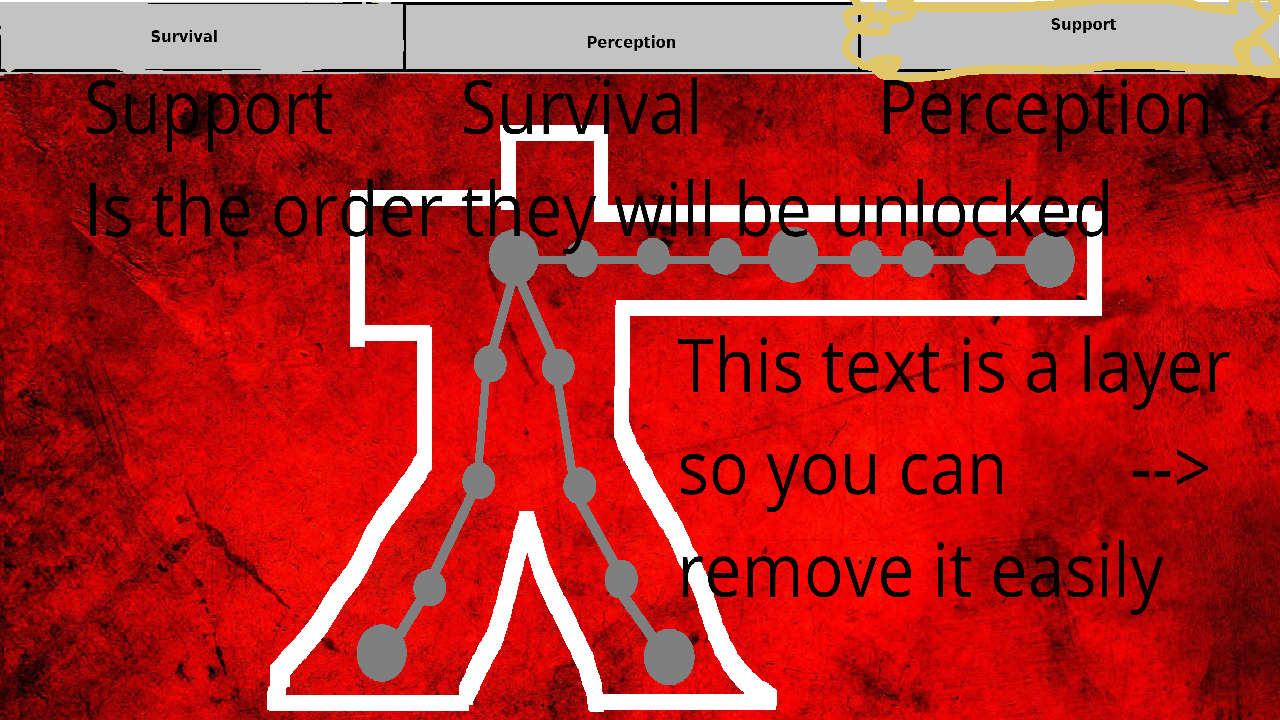 Survival Perception Support
Support Survival Perception
Is the order they will be unlocked
This text is a layer
so you can -->
remove it easily